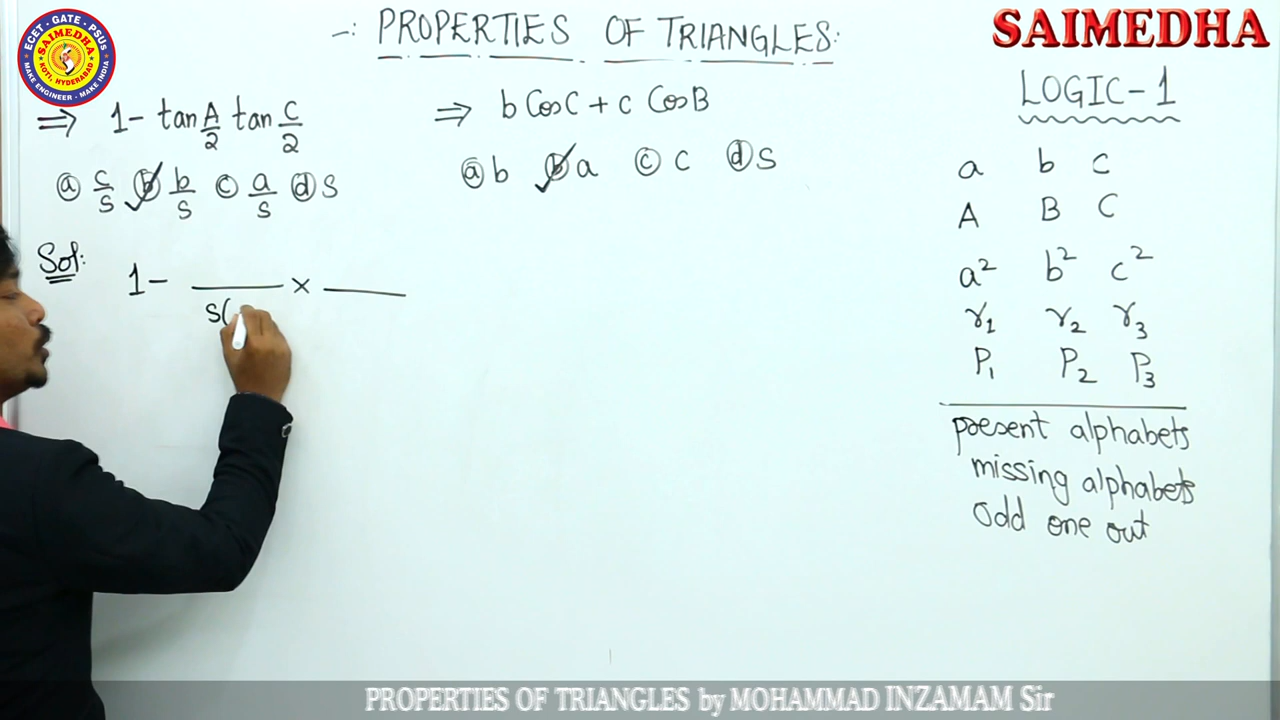 -: PROPERTIES OF TRIANGLES:
SAIMEDHA
ECET - GATE - PSUs
SAIMEDHA
KOTI, HYDERABAD
MAKE ENGINEER - MAKE INDIA
⇒ 1 - tan A/2 tan C/2
ⓐ c/s ⓑ b/s ⓒ a/s ⓓ s
⇒ b Cos C + c Cos B
ⓐ b ⓑ a ⓒ c ⓓ s
Sol:
1 - ―― × ――
s(
LOGIC-1
a b c
A B C
a² b² c²
r₁ r₂ r₃
P₁ P₂ P₃
present alphabets
missing alphabets
odd one out
PROPERTIES OF TRIANGLES by MOHAMMAD INZAMAM Sir